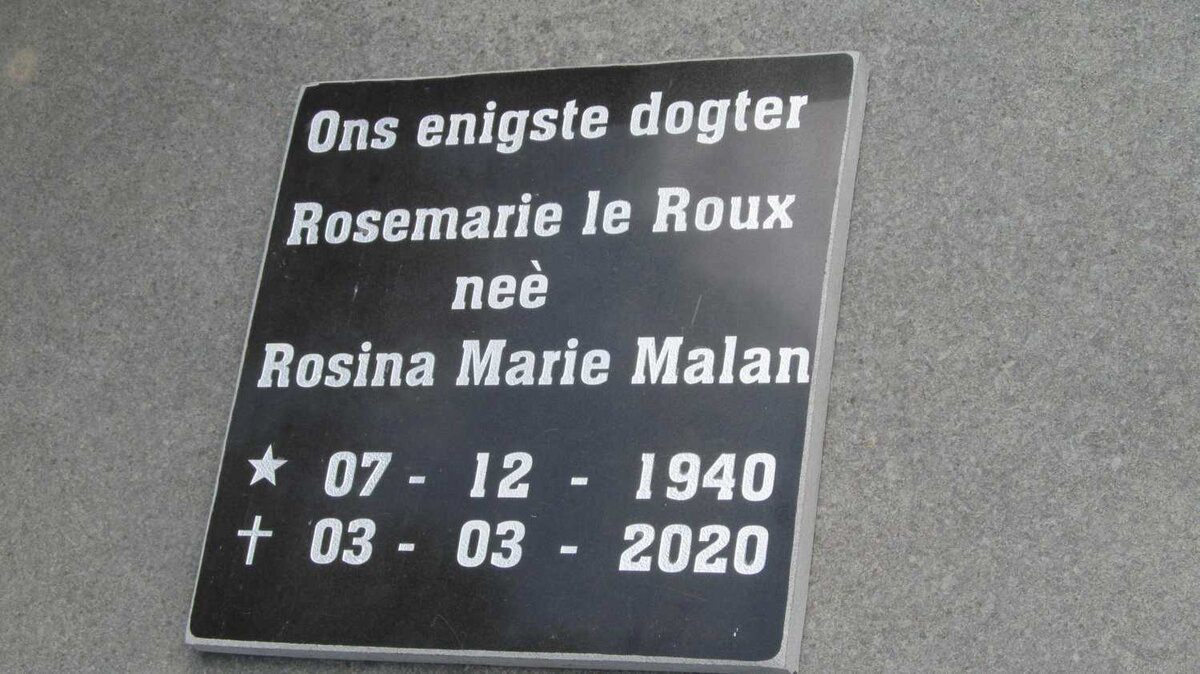 Ons enigste dogter
Rosemarie le Roux
neè
Rosina Marie Malan
★ 07 - 12 - 1940
✝ 03 - 03 - 2020